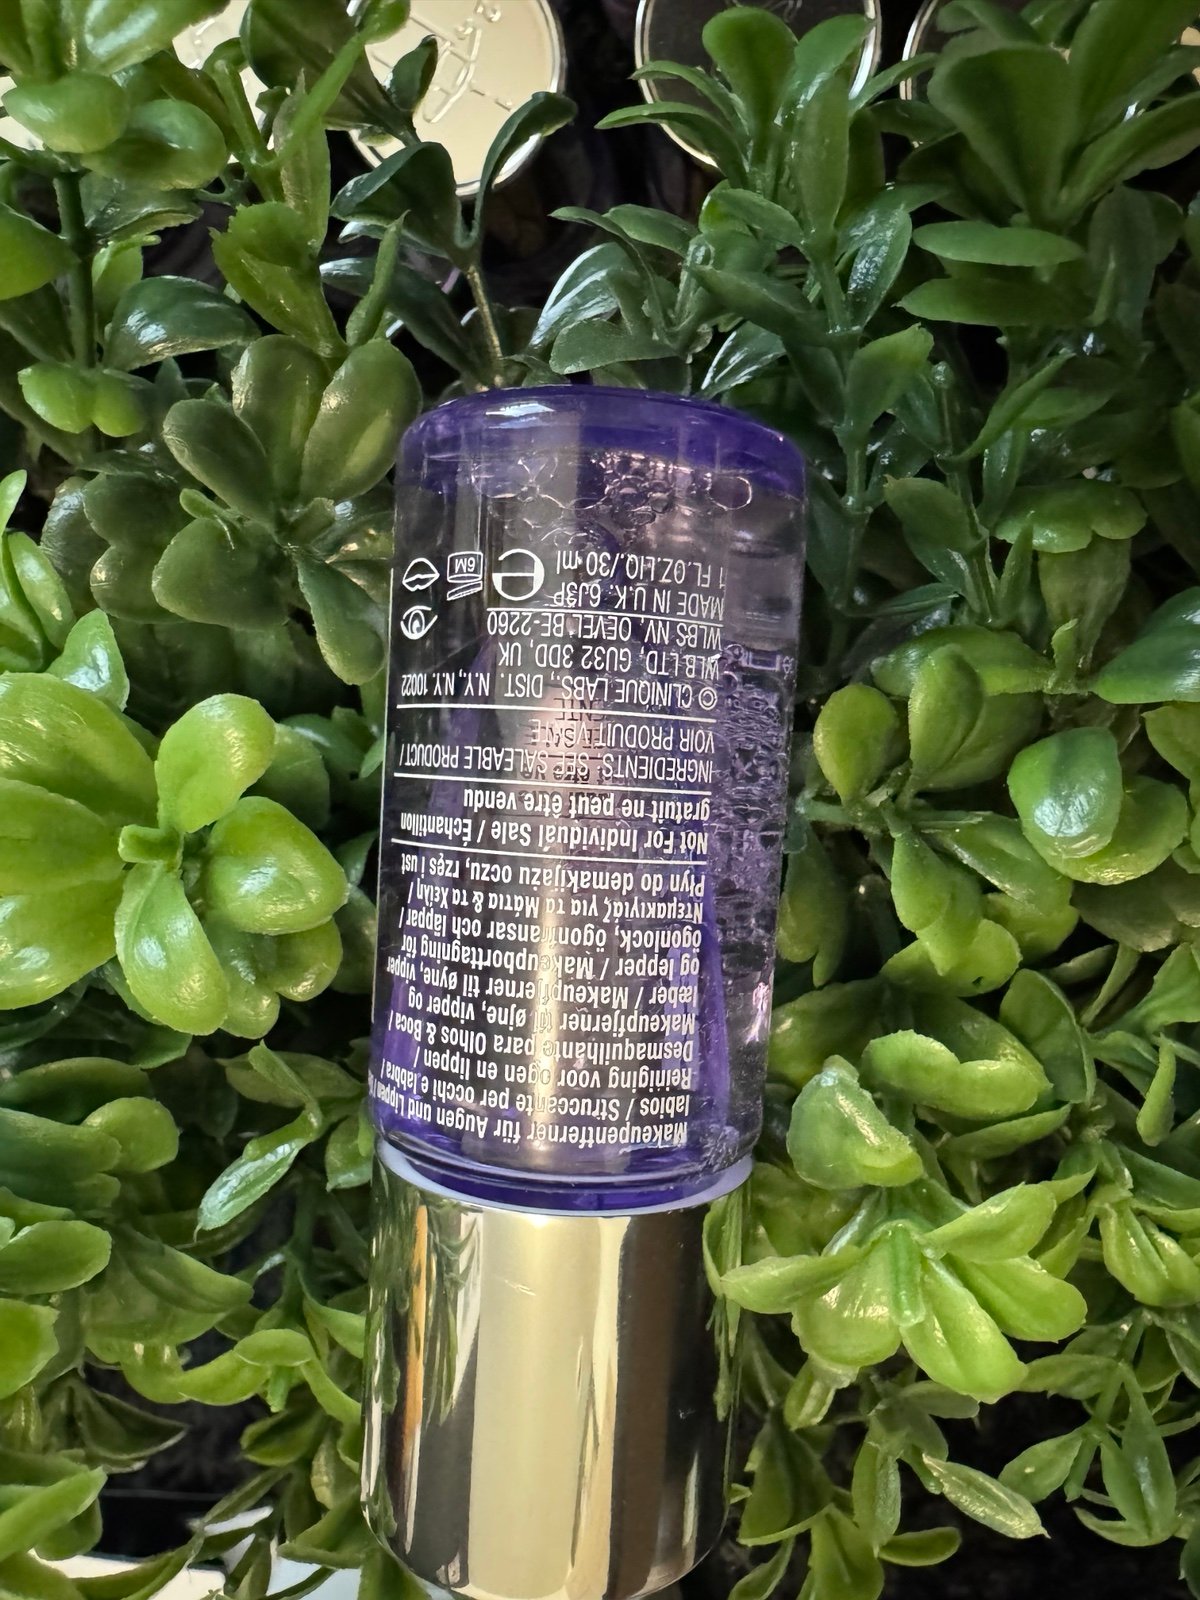 Makeupentferner für Augen und Lippen /
labios / Struccante per occhi e labbra /
Reiniging voor ogen en lippen /
Desmaquilhante para Olhos & Boca /
Makeupfjerner til øjne, vipper og
læber / Makeupfjerner til øyne, vipper
og lepper / Makeupborttagning för
ögonlock, ögonfransar och läppar /
Ντεμακιγιάζ για τα Μάτια & τα Χείλη /
Płyn do demakijażu oczu, rzęs i ust
Not For Individual Sale / Échantillon
gratuit ne peut être vendu
INGREDIENTS: SEE SALEABLE PRODUCT/
VOIR PRODUIT VENTE
© CLINIQUE LABS., DIST. N.Y., N.Y. 10022
WLB LTD, GU32 3DD, UK
WLBS NV, OEVEL BE-2260
MADE IN U.K. 6J3P
1 FL.OZ.LIQ./30 ml e
6M